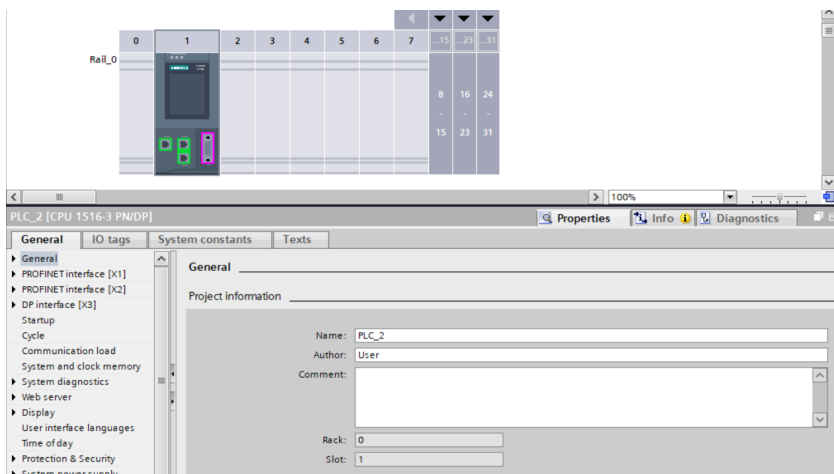 0 1 2 3 4 5 6 7 ...15 ...23 ...31
Rail_0
8 16 24
- - -
15 23 31
100%
PLC_2 [CPU 1516-3 PN/DP]
Properties Info Diagnostics
General IO tags System constants Texts
General
PROFINET interface [X1]
PROFINET interface [X2]
DP interface [X3]
Startup
Cycle
Communication load
System and clock memory
System diagnostics
Web server
Display
User interface languages
Time of day
Protection & Security
System power supply
General
Project information
Name: PLC_2
Author: User
Comment:
Rack: 0
Slot: 1